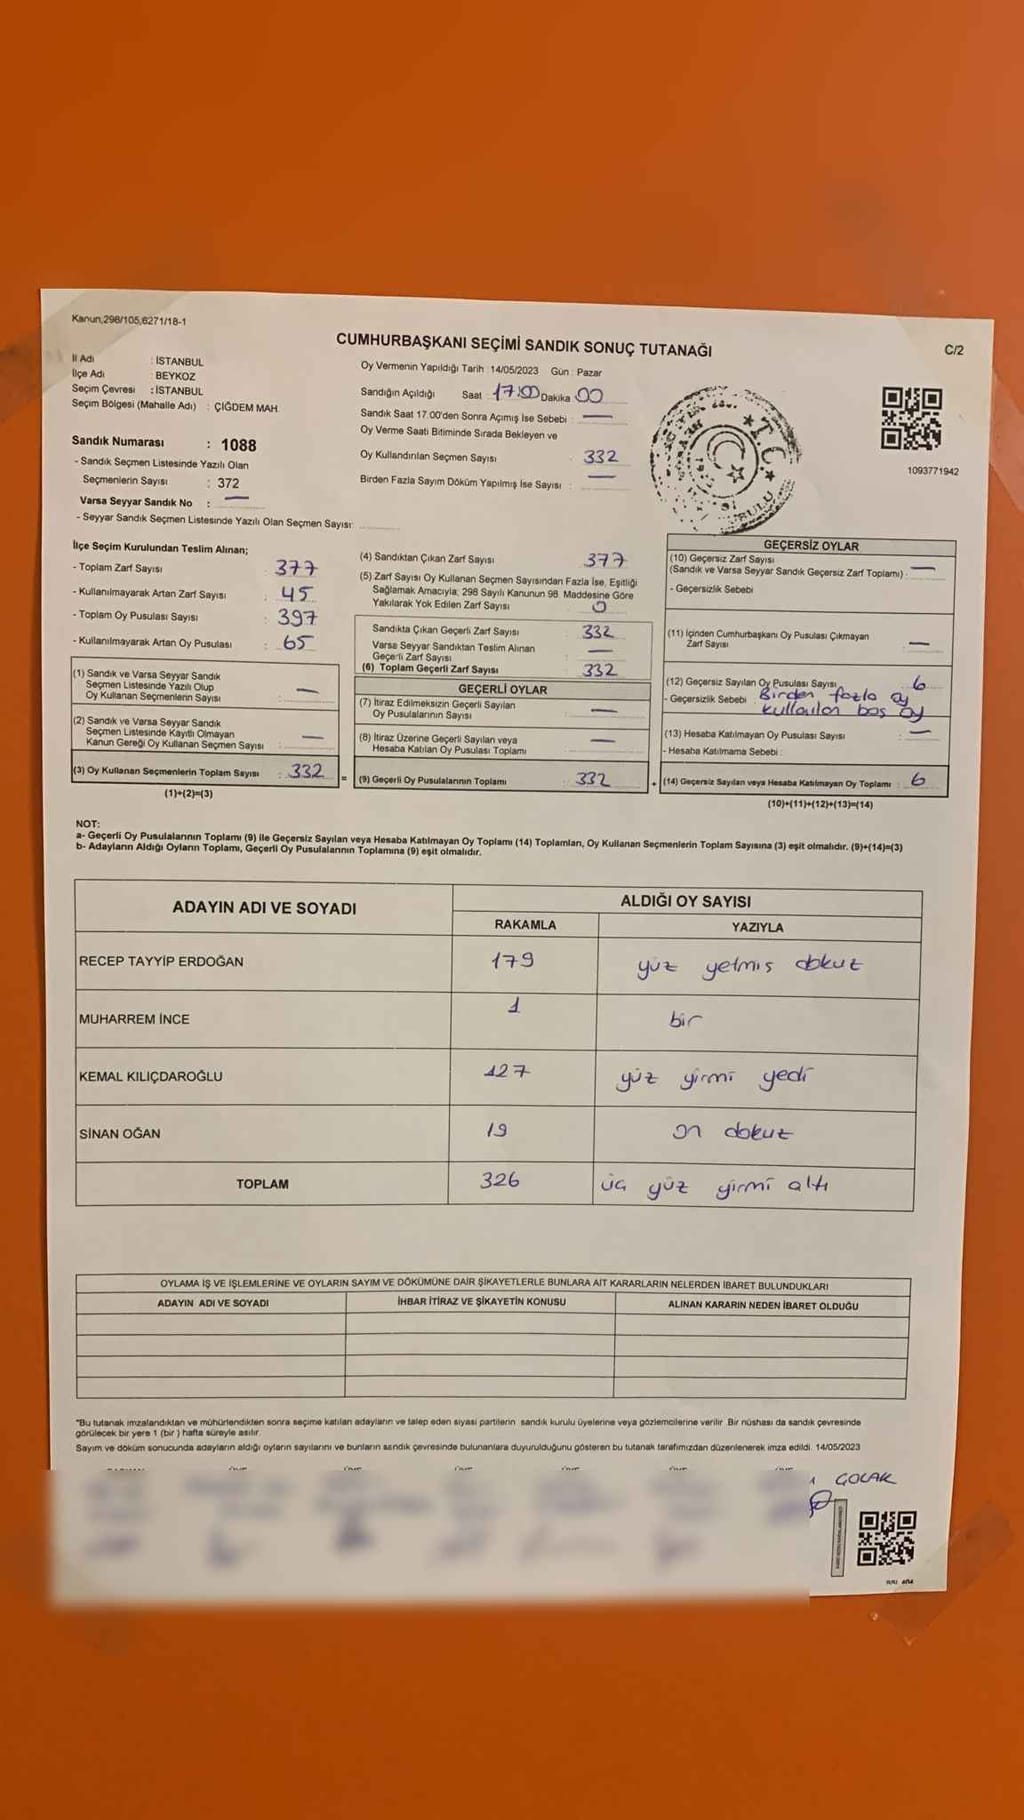 Kanun,298/105,6271/18-1
CUMHURBAŞKANI SEÇİMİ SANDIK SONUÇ TUTANAĞI
C/2
İl Adı : İSTANBUL
İlçe Adı : BEYKOZ
Seçim Çevresi : İSTANBUL
Seçim Bölgesi (Mahalle Adı) : ÇİĞDEM MAH.
Sandık Numarası : 1088
- Sandık Seçmen Listesinde Yazılı Olan
Seçmenlerin Sayısı : 372
Varsa Seyyar Sandık No : —
- Seyyar Sandık Seçmen Listesinde Yazılı Olan Seçmen Sayısı:
Oy Vermenin Yapıldığı Tarih : 14/05/2023 Gün : Pazar
Sandığın Açıldığı Saat 17:00 Dakika 00
Sandık Saat 17.00'den Sonra Açımış İse Sebebi : —
Oy Verme Saati Bitiminde Sırada Bekleyen ve
Oy Kullandırılan Seçmen Sayısı : 332
Birden Fazla Sayım Döküm Yapılmış İse Sayısı : —
T.C.
1093771942
İlçe Seçim Kurulundan Teslim Alınan;
- Toplam Zarf Sayısı : 377
- Kullanılmayarak Artan Zarf Sayısı : 45
- Toplam Oy Pusulası Sayısı : 397
- Kullanılmayarak Artan Oy Pusulası : 65
(1) Sandık ve Varsa Seyyar Sandık
Seçmen Listesinde Yazılı Olup
Oy Kullanan Seçmenlerin Sayısı : —
(2) Sandık ve Varsa Seyyar Sandık
Seçmen Listesinde Kayıtlı Olmayan
Kanun Gereği Oy Kullanan Seçmen Sayısı : —
(3) Oy Kullanan Seçmenlerin Toplam Sayısı : 332
(1)+(2)=(3)
(4) Sandıktan Çıkan Zarf Sayısı : 377
(5) Zarf Sayısı Oy Kullanan Seçmen Sayısından Fazla İse, Eşitliği
Sağlamak Amacıyla; 298 Sayılı Kanunun 98. Maddesine Göre
Yakılarak Yok Edilen Zarf Sayısı : 0
Sandıkta Çıkan Geçerli Zarf Sayısı : 332
Varsa Seyyar Sandıktan Teslim Alınan
Geçerli Zarf Sayısı : —
(6) Toplam Geçerli Zarf Sayısı : 332
GEÇERLİ OYLAR
(7) İtiraz Edilmeksizin Geçerli Sayılan
Oy Pusulalarının Sayısı : —
(8) İtiraz Üzerine Geçerli Sayılan veya
Hesaba Katılan Oy Pusulası Toplamı : —
= (9) Geçerli Oy Pusulalarının Toplamı : 332
GEÇERSİZ OYLAR
(10) Geçersiz Zarf Sayısı
(Sandık ve Varsa Seyyar Sandık Geçersiz Zarf Toplamı) : —
- Geçersizlik Sebebi :
(11) İçinden Cumhurbaşkanı Oy Pusulası Çıkmayan
Zarf Sayısı : —
(12) Geçersiz Sayılan Oy Pusulası Sayısı : 6
- Geçersizlik Sebebi : Birden fazla oy
kullanılan boş oy
(13) Hesaba Katılmayan Oy Pusulası Sayısı : —
- Hesaba Katılmama Sebebi :
+ (14) Geçersiz Sayılan veya Hesaba Katılmayan Oy Toplamı : 6
(10)+(11)+(12)+(13)=(14)
NOT:
a- Geçerli Oy Pusulalarının Toplamı (9) ile Geçersiz Sayılan veya Hesaba Katılmayan Oy Toplamı (14) Toplamları, Oy Kullanan Seçmenlerin Toplam Sayısına (3) eşit olmalıdır. (9)+(14)=(3)
b- Adayların Aldığı Oyların Toplamı, Geçerli Oy Pusulalarının Toplamına (9) eşit olmalıdır.
ADAYIN ADI VE SOYADI
ALDIĞI OY SAYISI
RAKAMLA
YAZIYLA
RECEP TAYYİP ERDOĞAN 179 yüz yetmiş dokuz
MUHARREM İNCE 1 bir
KEMAL KILIÇDAROĞLU 127 yüz yirmi yedi
SİNAN OĞAN 19 on dokuz
TOPLAM 326 üç yüz yirmi altı
OYLAMA İŞ VE İŞLEMLERİNE VE OYLARIN SAYIM VE DÖKÜMÜNE DAİR ŞİKAYETLERLE BUNLARA AİT KARARLARIN NELERDEN İBARET BULUNDUKLARI
ADAYIN ADI VE SOYADI
İHBAR İTİRAZ VE ŞİKAYETİN KONUSU
ALINAN KARARIN NEDEN İBARET OLDUĞU
"Bu tutanak imzalandıktan ve mühürlendikten sonra seçime katılan adayların ve talep eden siyasi partilerin sandık kurulu üyelerine veya gözlemcilerine verilir. Bir nüshası da sandık çevresinde
görülecek bir yere 1 (bir) hafta süreyle asılır.
Sayım ve döküm sonucunda adayların aldığı oyların sayılarını ve bunların sandık çevresinde bulunanlara duyurulduğunu gösteren bu tutanak tarafımızdan düzenlenerek imza edildi. 14/05/2023
ÇOLAK